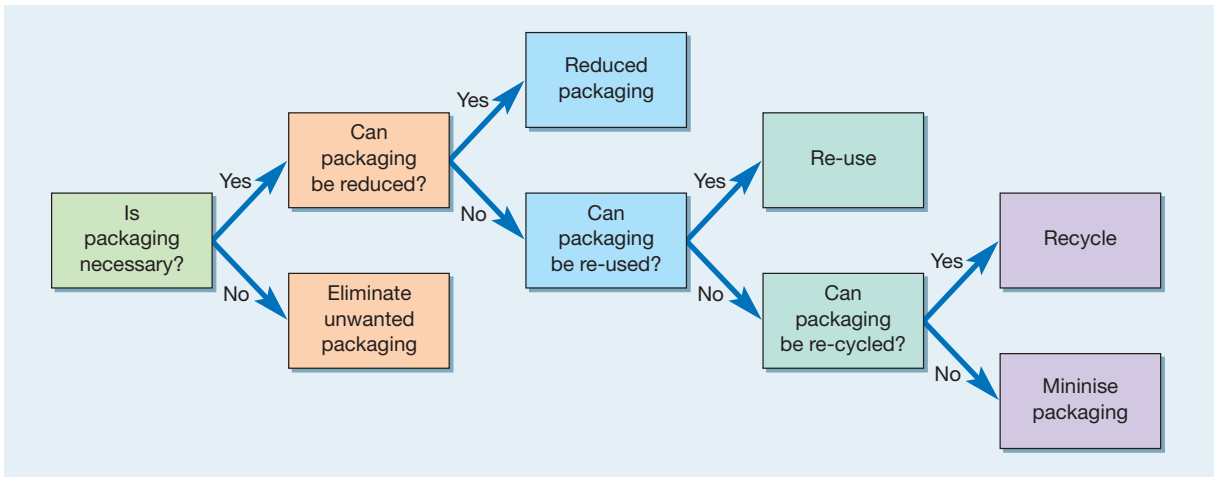 Is
packaging
necessary?
Yes
No
Can
packaging
be reduced?
Eliminate
unwanted
packaging
Yes
No
Reduced
packaging
Can
packaging
be re-used?
Yes
No
Re-use
Can
packaging
be re-cycled?
Yes
No
Recycle
Mininise
packaging